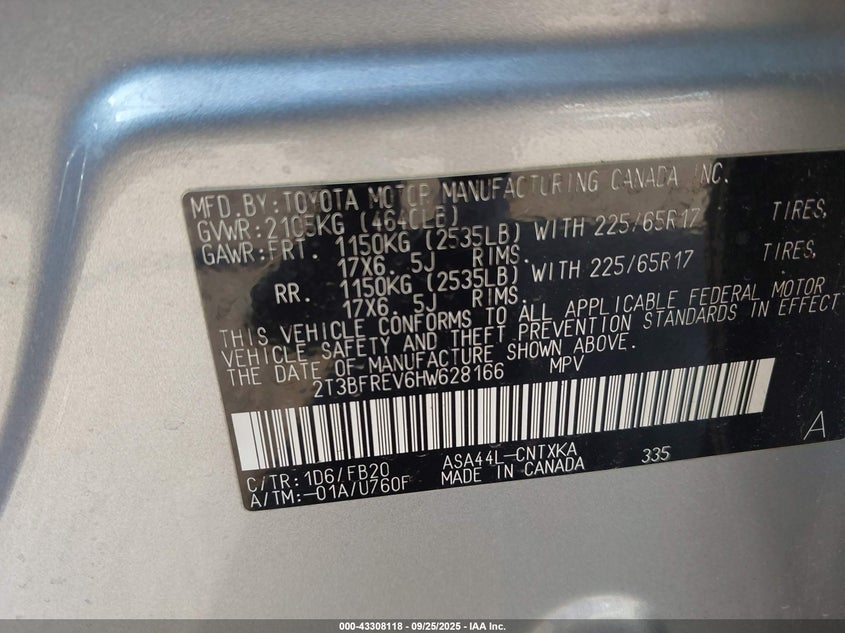 MFD.BY:TOYOTA MOTOR MANUFACTURING CANADA INC.
GVWR:2105KG (4640LB)
GAWR:FRT. 1150KG (2535LB) WITH 225/65R17 TIRES,
17X6. 5J RIMS.
RR. 1150KG (2535LB) WITH 225/65R17 TIRES,
17X6. 5J RIMS.
THIS VEHICLE CONFORMS TO ALL APPLICABLE FEDERAL MOTOR
VEHICLE SAFETY AND THEFT PREVENTION STANDARDS IN EFFECT
THE DATE OF MANUFACTURE SHOWN ABOVE.
2T3BFREV6HW628166 MPV
A
C/TR:1D6/FB20 ASA44L-CNTXKA 335
A/TM:-01A/U760F MADE IN CANADA
000-43308118 - 09/25/2025 - IAA Inc.